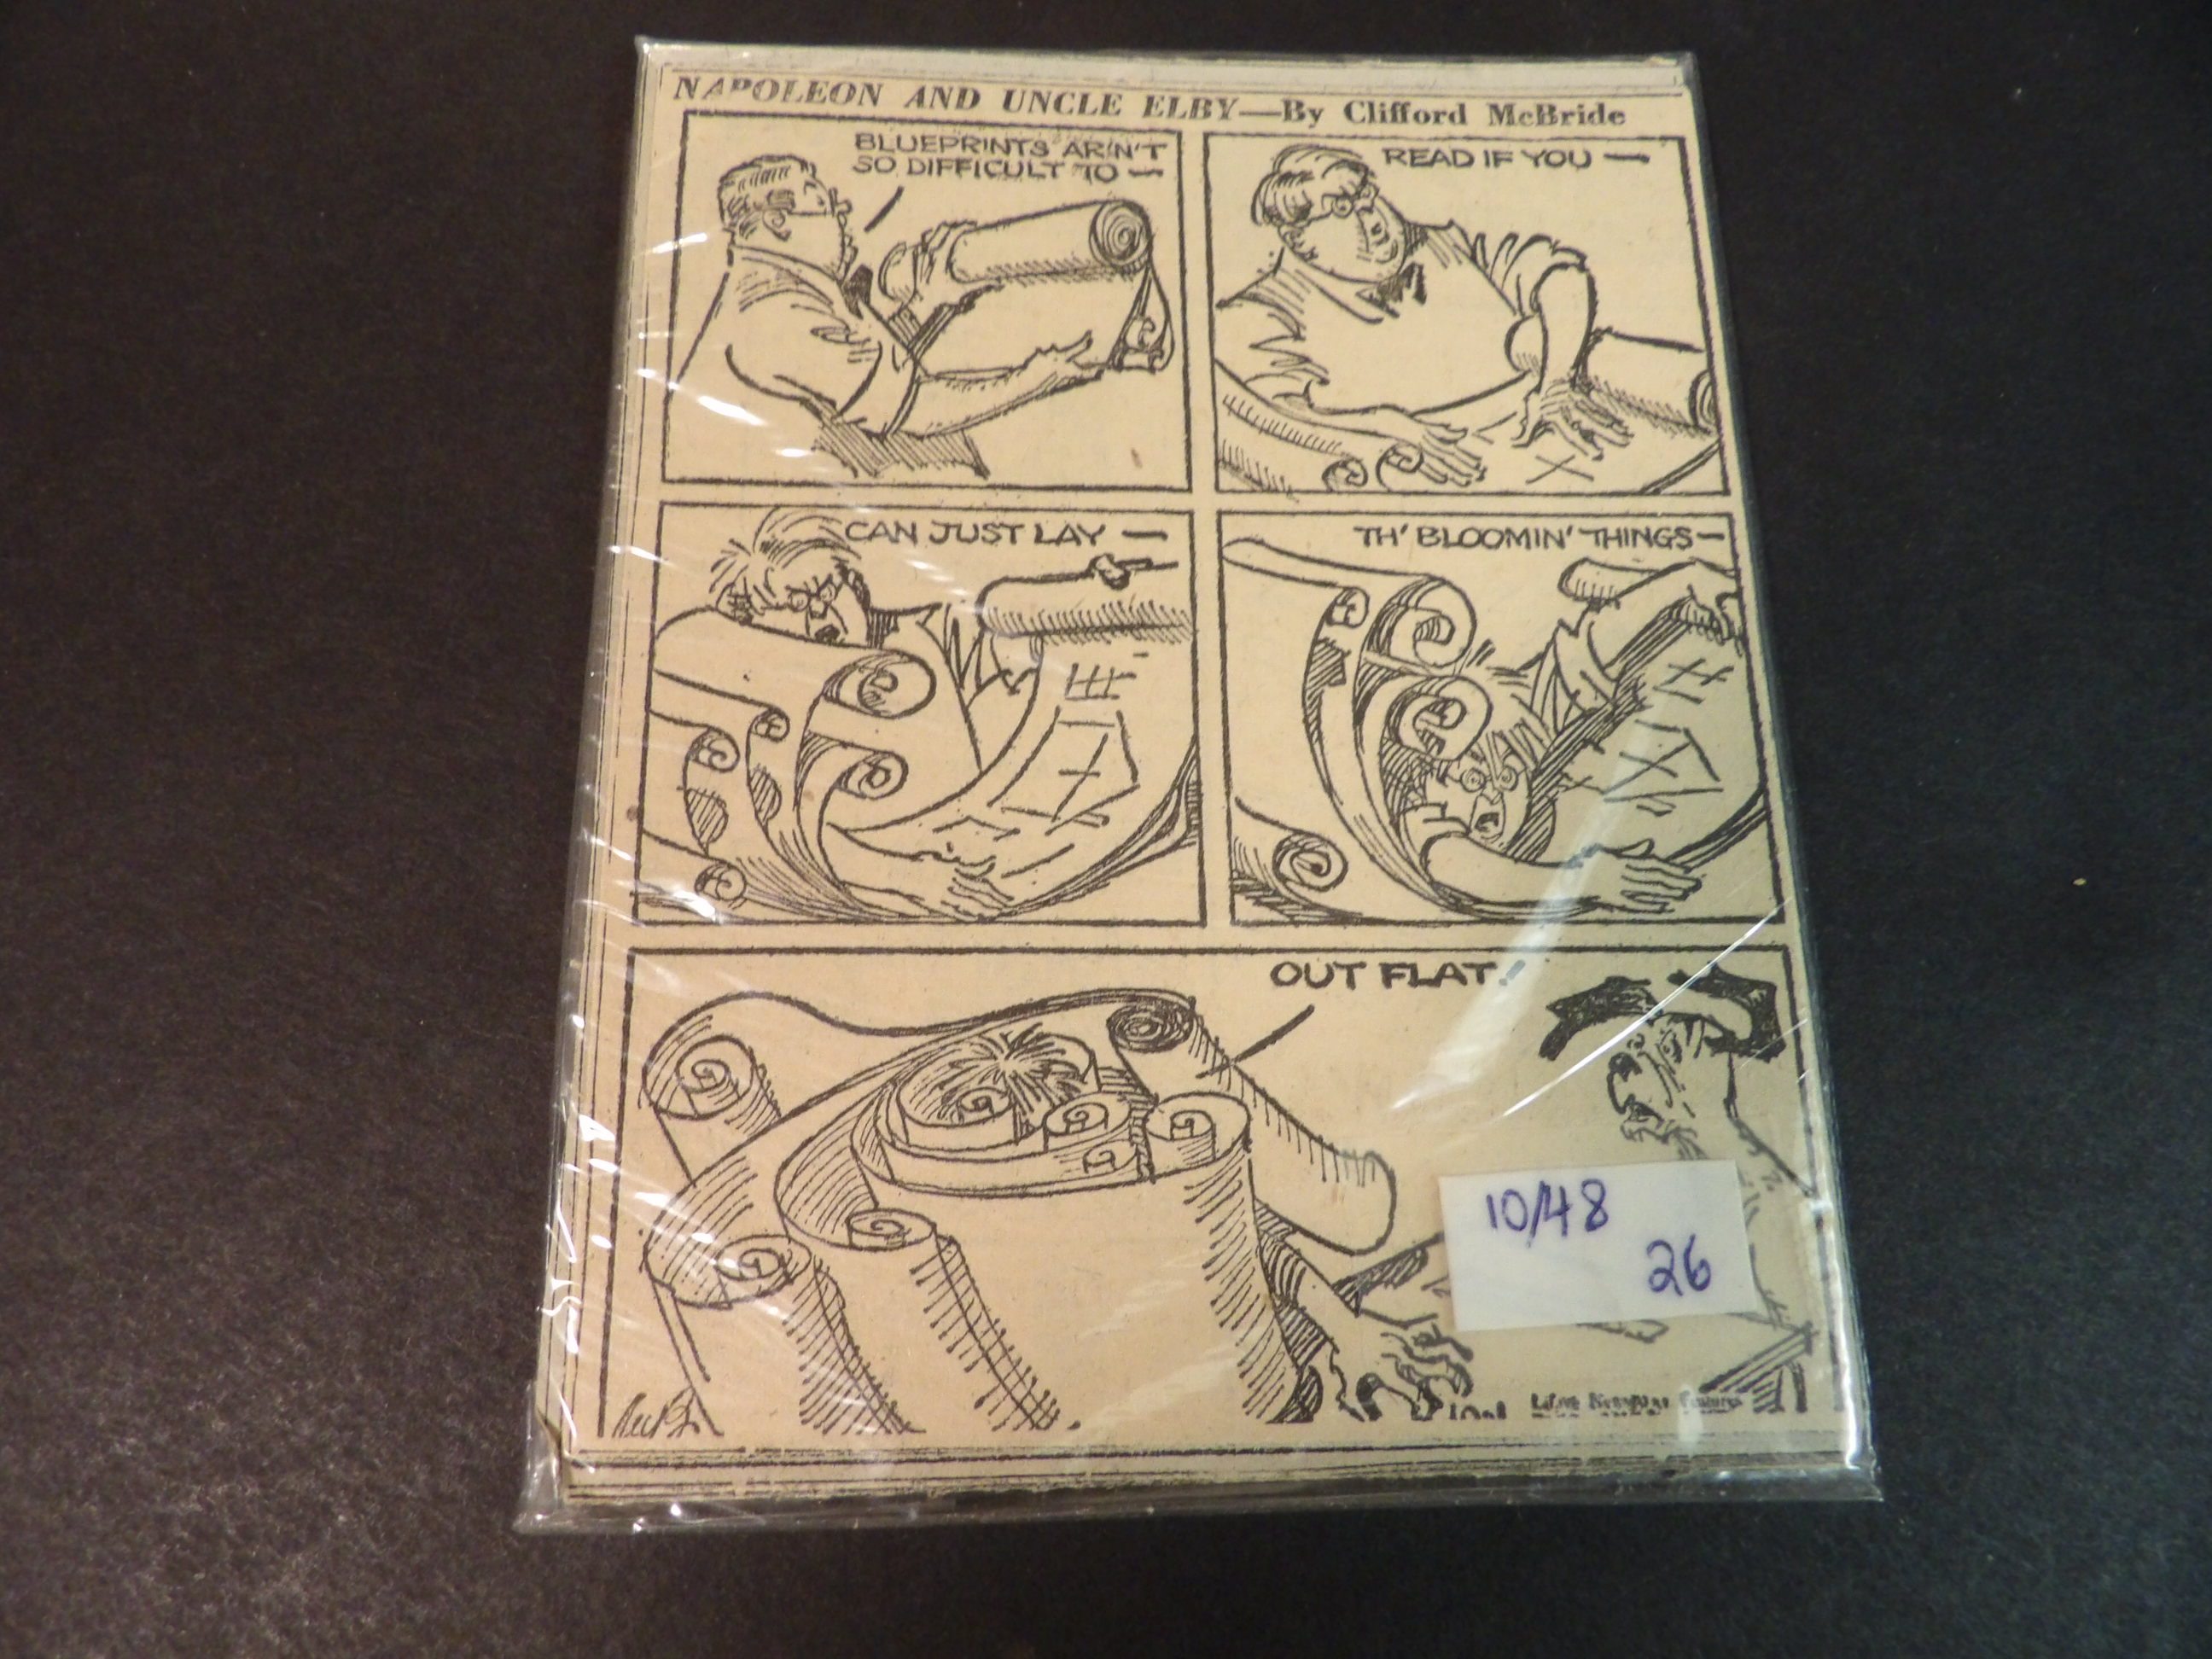 NAPOLEON AND UNCLE ELBY—By Clifford McBride
BLUEPRINTS ARIN'T
SO DIFFICULT TO —
READ IF YOU —
CAN JUST LAY —
TH' BLOOMIN' THINGS—
OUT FLAT!
10/48
26